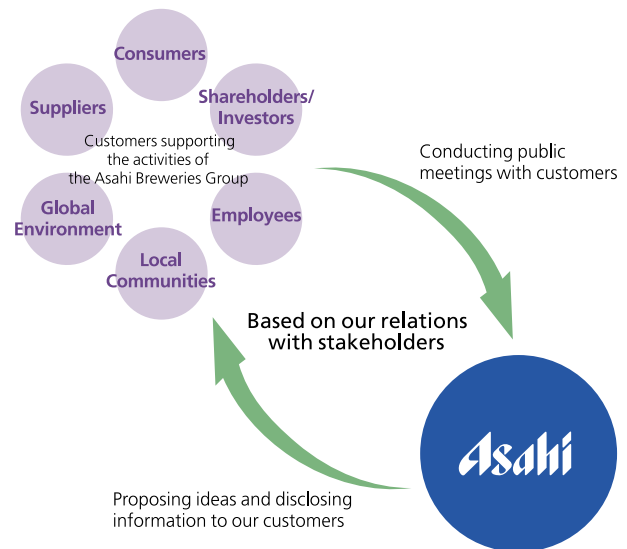 Consumers
Suppliers
Shareholders/
Investors
Customers supporting
the activities of
the Asahi Breweries Group
Global
Environment
Employees
Local
Communities
Conducting public
meetings with customers
Based on our relations
with stakeholders
Asahi
Proposing ideas and disclosing
information to our customers